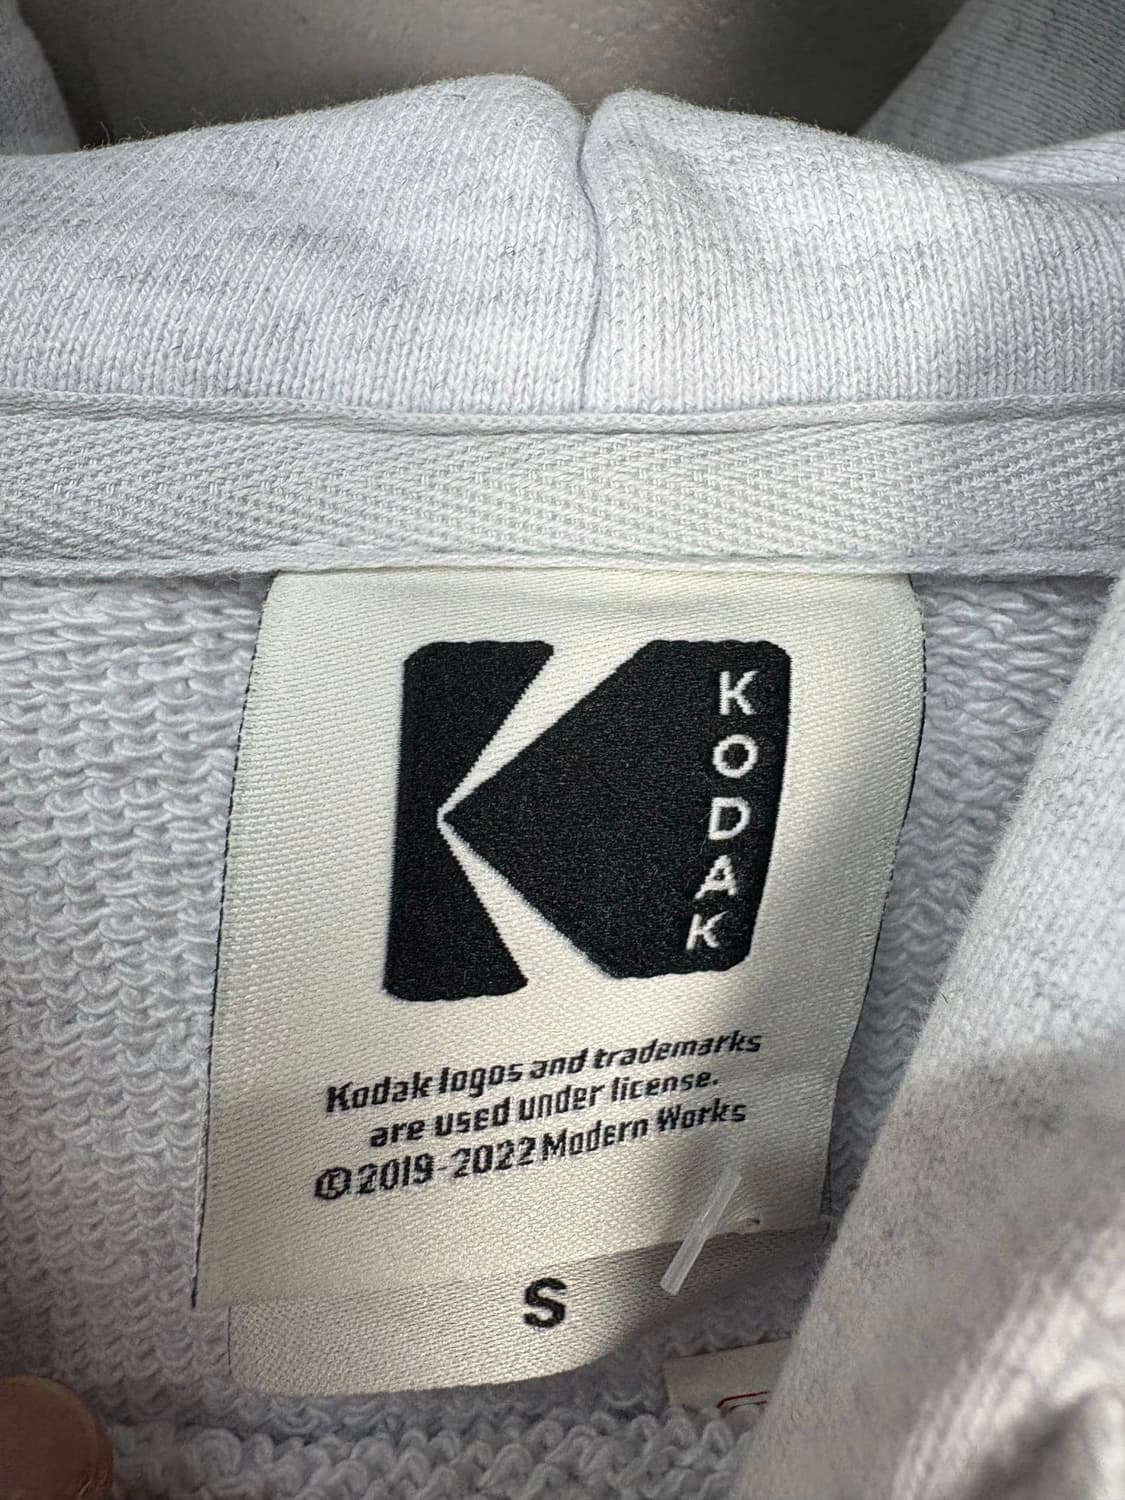 KODAK
Kodak logos and trademarks
are used under license.
©2019-2022 Modern Works
S